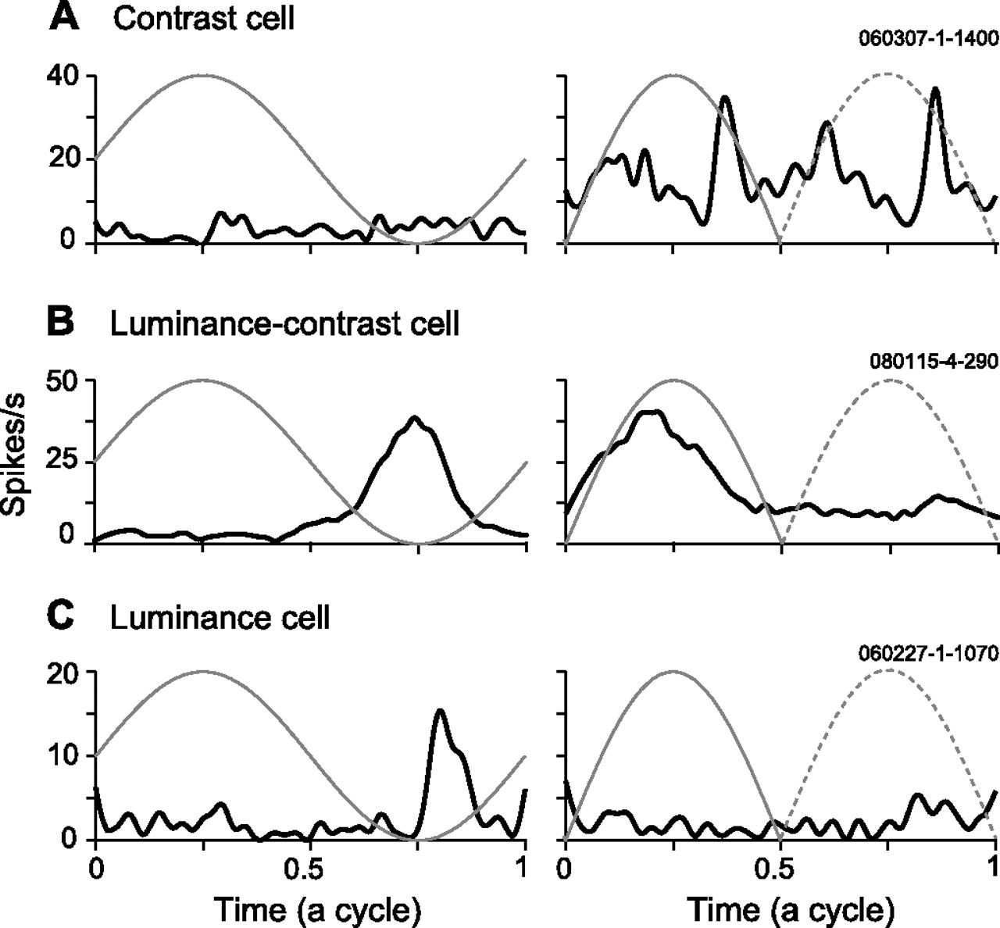 A Contrast cell
060307-1-1400
40
20
0
B Luminance-contrast cell
080115-4-290
Spikes/s
50
25
0
C Luminance cell
060227-1-1070
20
10
0
0 0.5 1 0 0.5 1
Time (a cycle) Time (a cycle)